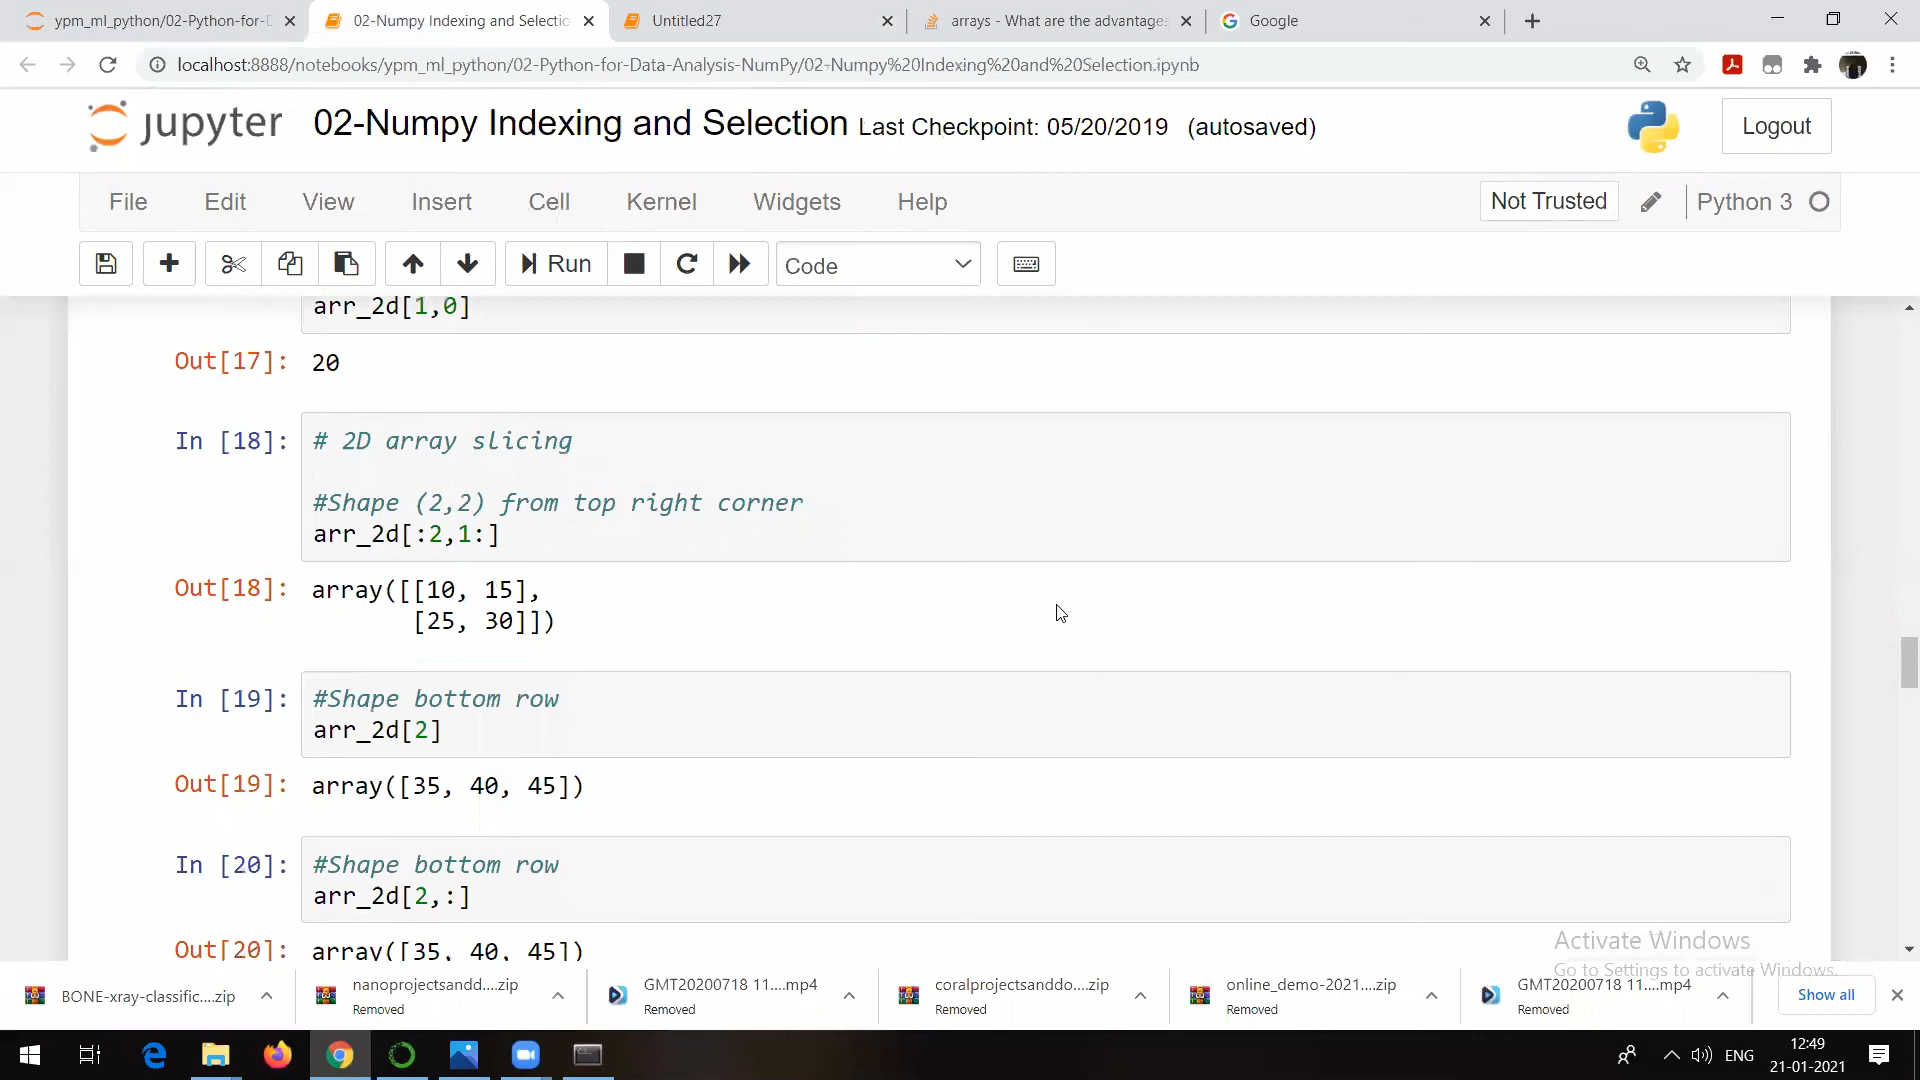 ypm_ml_python/02-Python-for-D
02-Numpy Indexing and Selectio
Untitled27
arrays - What are the advantages
Google
localhost:8888/notebooks/ypm_ml_python/02-Python-for-Data-Analysis-NumPy/02-Numpy%20Indexing%20and%20Selection.ipynb
jupyter 02-Numpy Indexing and Selection Last Checkpoint: 05/20/2019 (autosaved)
Logout
File Edit View Insert Cell Kernel Widgets Help
Not Trusted
Python 3
Run
Code
arr_2d[1,0]
Out[17]: 20
In [18]: # 2D array slicing
#Shape (2,2) from top right corner
arr_2d[:2,1:]
Out[18]: array([[10, 15],
[25, 30]])
In [19]: #Shape bottom row
arr_2d[2]
Out[19]: array([35, 40, 45])
In [20]: #Shape bottom row
arr_2d[2,:]
Out[20]: array([35, 40, 45])
Activate Windows
Go to Settings to activate Windows.
BONE-xray-classific....zip
nanoprojectsandd....zip
Removed
GMT20200718 11....mp4
Removed
coralprojectsanddo....zip
Removed
online_demo-2021....zip
Removed
GMT20200718 11....mp4
Removed
Show all
ENG
12:49
21-01-2021